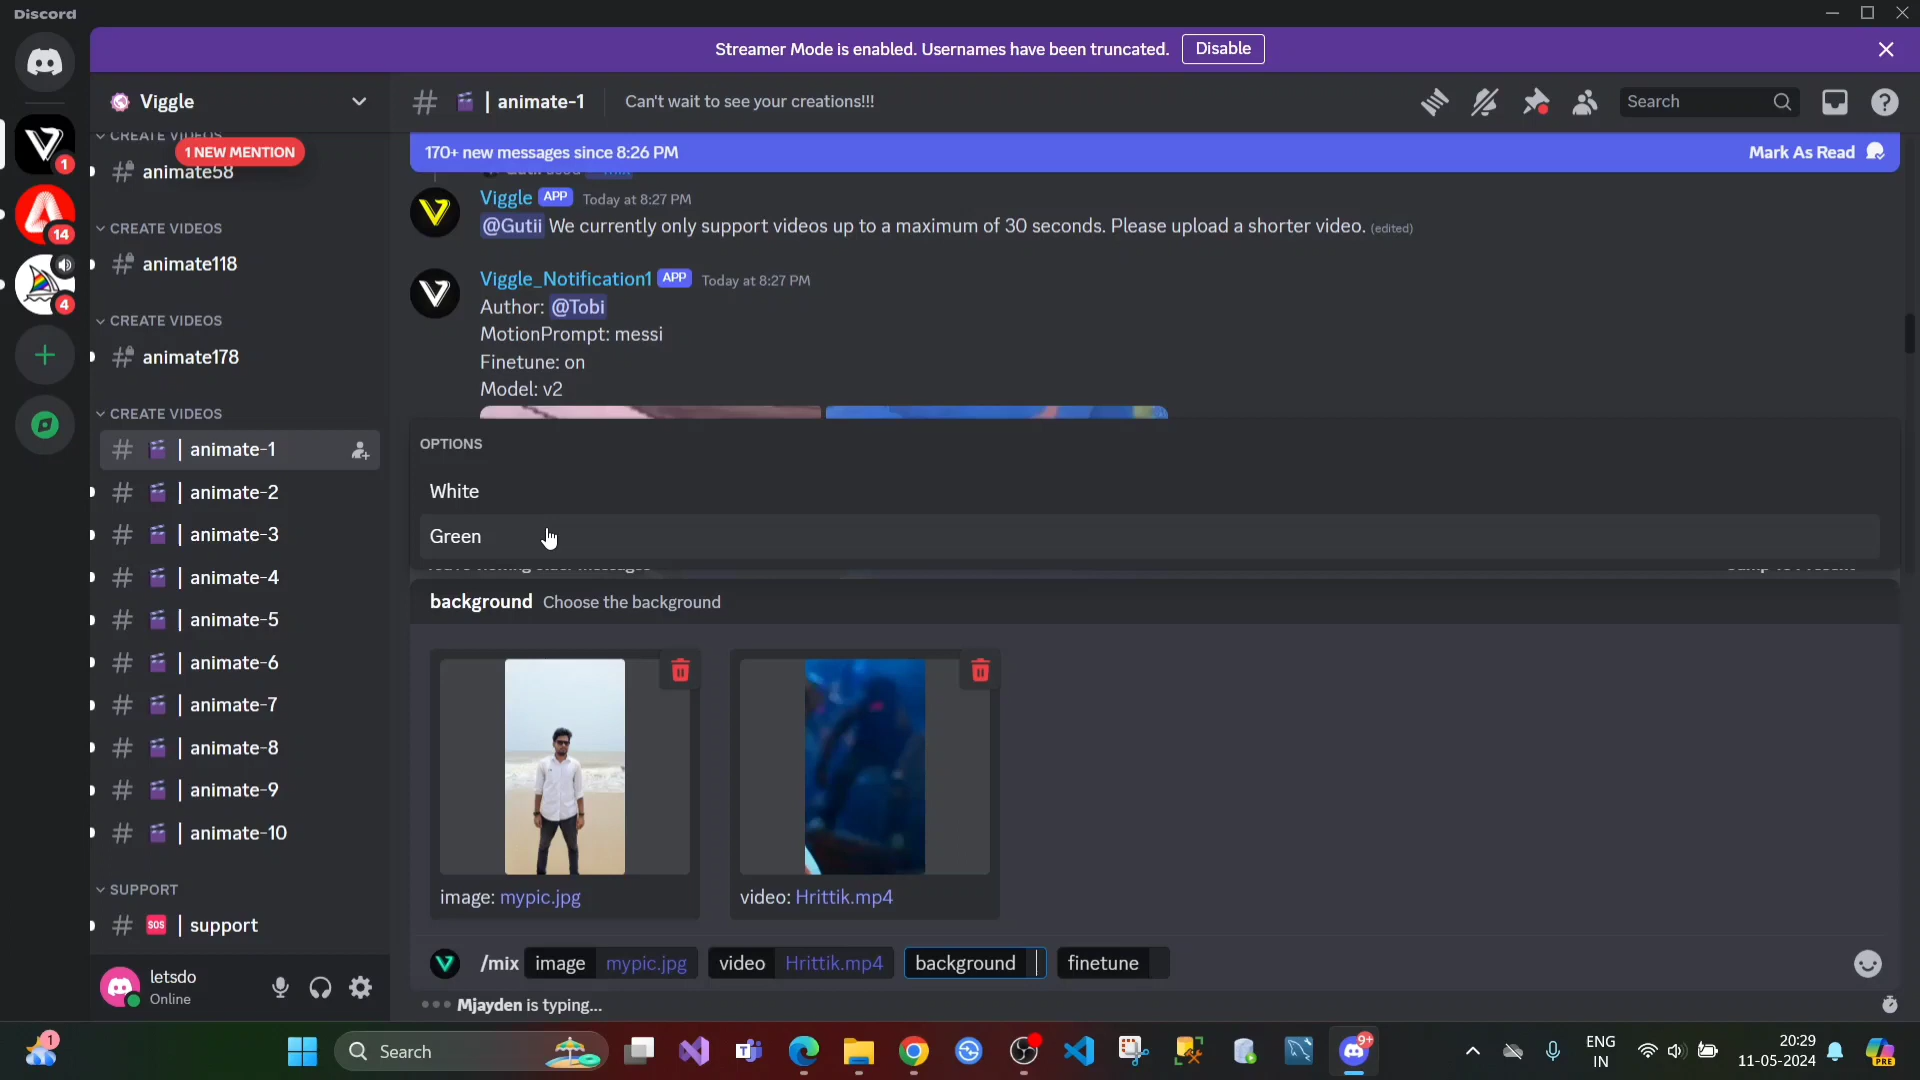 Discord
Streamer Mode is enabled. Usernames have been truncated.
Disable
Viggle
| animate-1
Can't wait to see your creations!!!
Search
1
14
4
CREATE VIDEOS
1 NEW MENTION
animate58
CREATE VIDEOS
animate118
CREATE VIDEOS
animate178
CREATE VIDEOS
| animate-1
| animate-2
| animate-3
| animate-4
| animate-5
| animate-6
| animate-7
| animate-8
| animate-9
| animate-10
SUPPORT
SOS | support
letsdo
Online
170+ new messages since 8:26 PM
Mark As Read
Viggle APP Today at 8:27 PM
@Gutii We currently only support videos up to a maximum of 30 seconds. Please upload a shorter video. (edited)
Viggle_Notification1 APP Today at 8:27 PM
Author: @Tobi
MotionPrompt: messi
Finetune: on
Model: v2
OPTIONS
White
Green
background Choose the background
image: mypic.jpg
video: Hrittik.mp4
/mix image mypic.jpg video Hrittik.mp4 background finetune
Mjayden is typing...
1
Search
9+
ENG
IN
20:29
11-05-2024
PRE